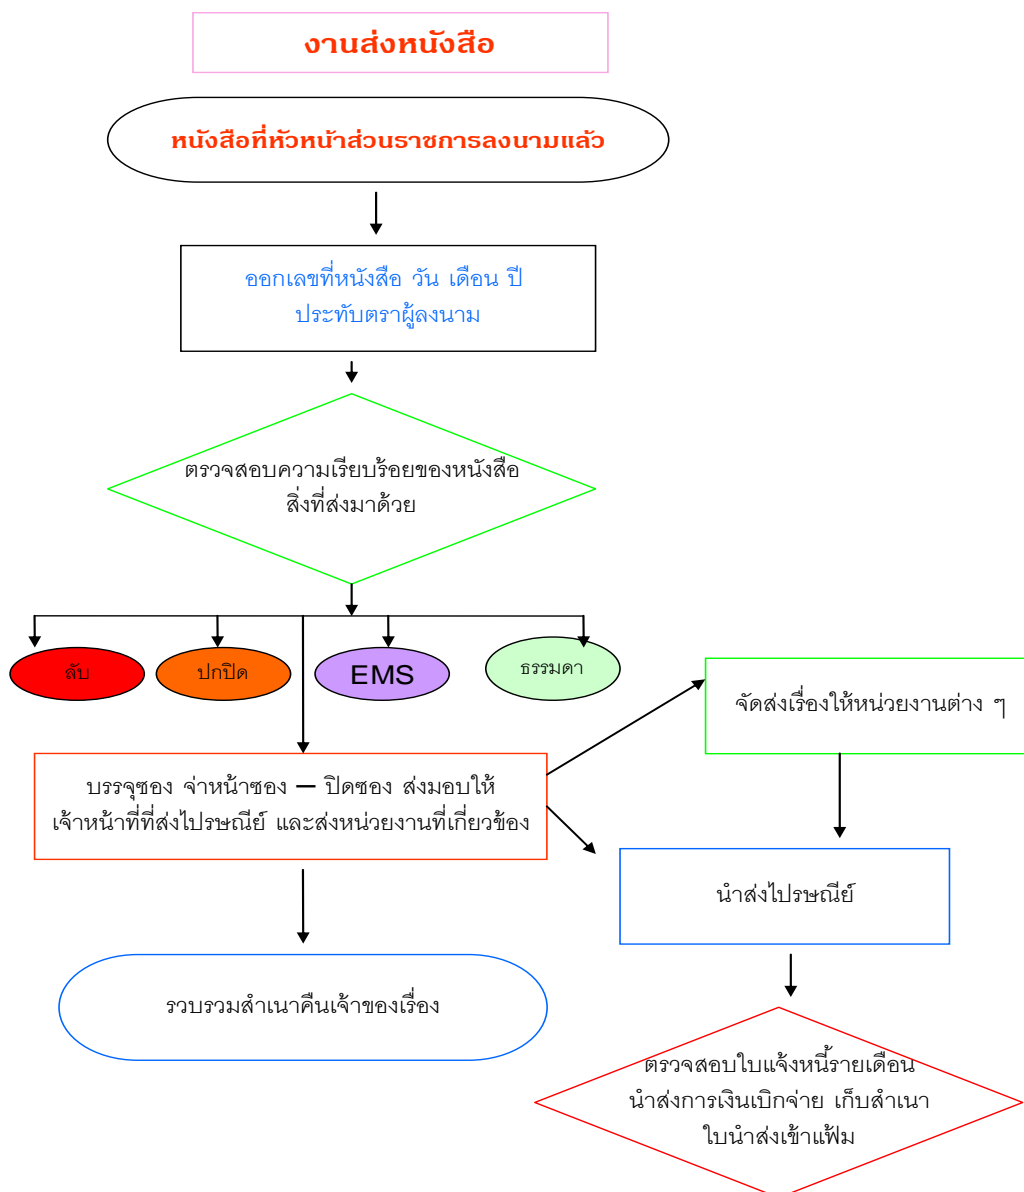 งานส่งหนังสือ
หนังสือที่หัวหน้าส่วนราชการลงนามแล้ว
ออกเลขที่หนังสือ วัน เดือน ปี
ประทับตราผู้ลงนาม
ตรวจสอบความเรียบร้อยของหนังสือ
สิ่งที่ส่งมาด้วย
ลับ
ปกปิด
EMS
ธรรมดา
จัดส่งเรื่องให้หน่วยงานต่าง ๆ
บรรจุซอง จ่าหน้าซอง – ปิดซอง ส่งมอบให้
เจ้าหน้าที่ที่ส่งไปรษณีย์ และส่งหน่วยงานที่เกี่ยวข้อง
นำส่งไปรษณีย์
รวบรวมสำเนาคืนเจ้าของเรื่อง
ตรวจสอบใบแจ้งหนี้รายเดือน
นำส่งการเงินเบิกจ่าย เก็บสำเนา
ใบนำส่งเข้าแฟ้ม